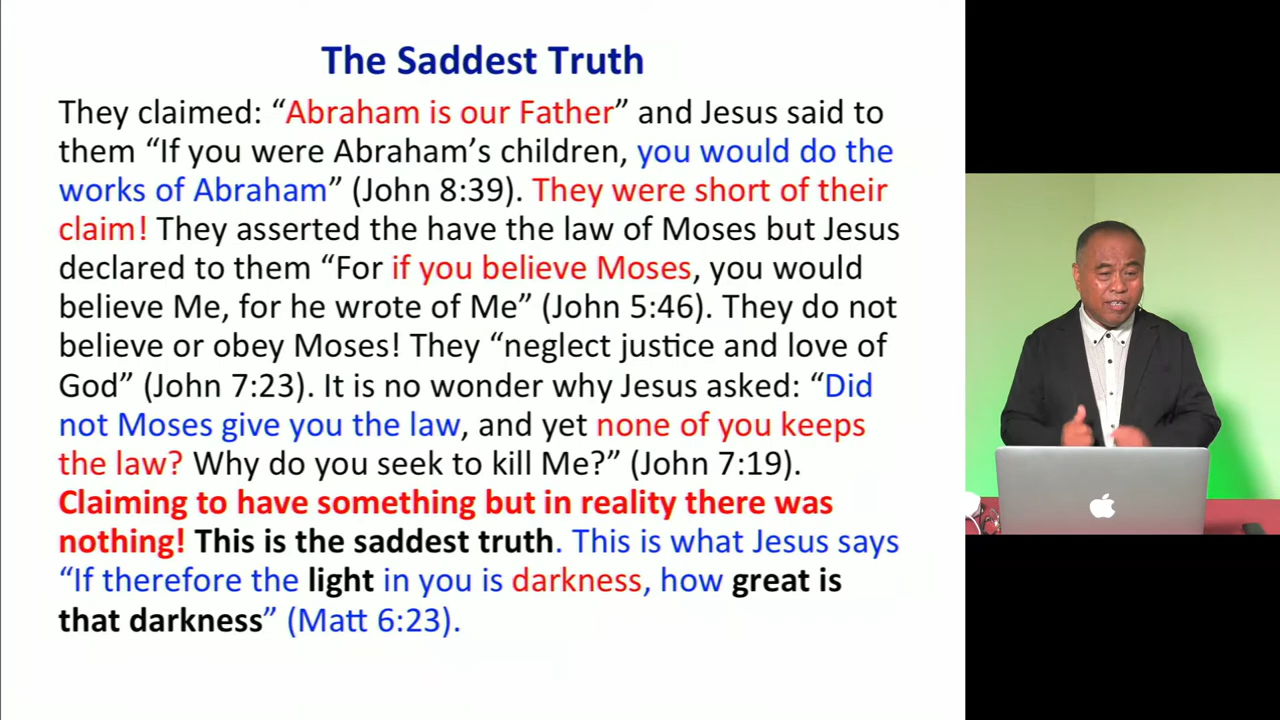 The Saddest Truth
They claimed: “Abraham is our Father” and Jesus said to
them “If you were Abraham’s children, you would do the
works of Abraham” (John 8:39). They were short of their
claim! They asserted the have the law of Moses but Jesus
declared to them “For if you believe Moses, you would
believe Me, for he wrote of Me” (John 5:46). They do not
believe or obey Moses! They “neglect justice and love of
God” (John 7:23). It is no wonder why Jesus asked: “Did
not Moses give you the law, and yet none of you keeps
the law? Why do you seek to kill Me?” (John 7:19).
Claiming to have something but in reality there was
nothing! This is the saddest truth. This is what Jesus says
“If therefore the light in you is darkness, how great is
that darkness” (Matt 6:23).